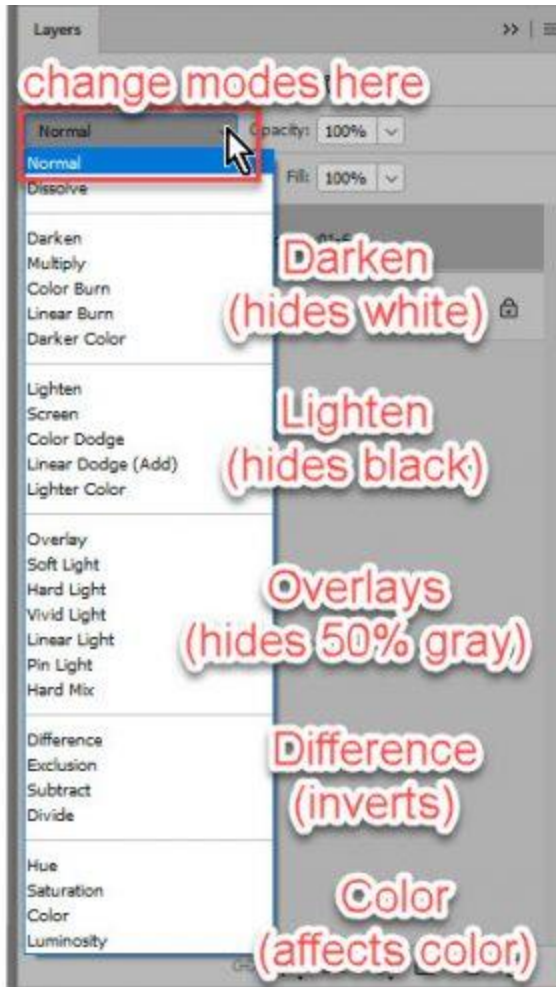 Layers
change modes here
Normal Opacity: 100%
Normal
Dissolve
Fill: 100%
Darken
Multiply
Color Burn
Linear Burn
Darker Color
Darken
(hides white)
Lighten
Screen
Color Dodge
Linear Dodge (Add)
Lighter Color
Lighten
(hides black)
Overlay
Soft Light
Hard Light
Vivid Light
Linear Light
Pin Light
Hard Mix
Overlays
(hides 50% gray)
Difference
Exclusion
Subtract
Divide
Difference
(inverts)
Hue
Saturation
Color
Luminosity
Color
(affects color)